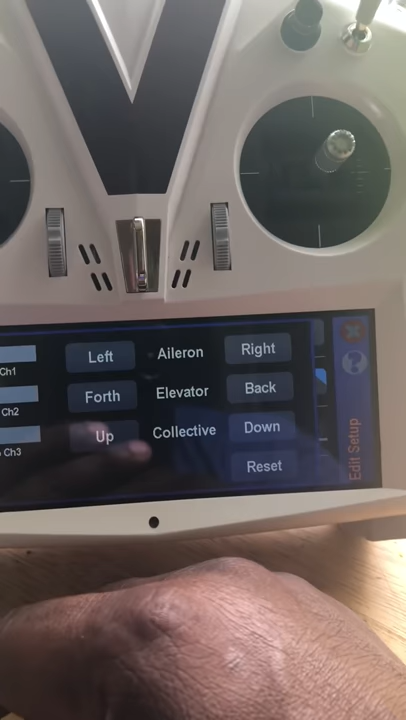 Left Aileron Right
Ch1
Forth Elevator Back
Ch2
Up Collective Down
Ch3
Reset
Edit Setup